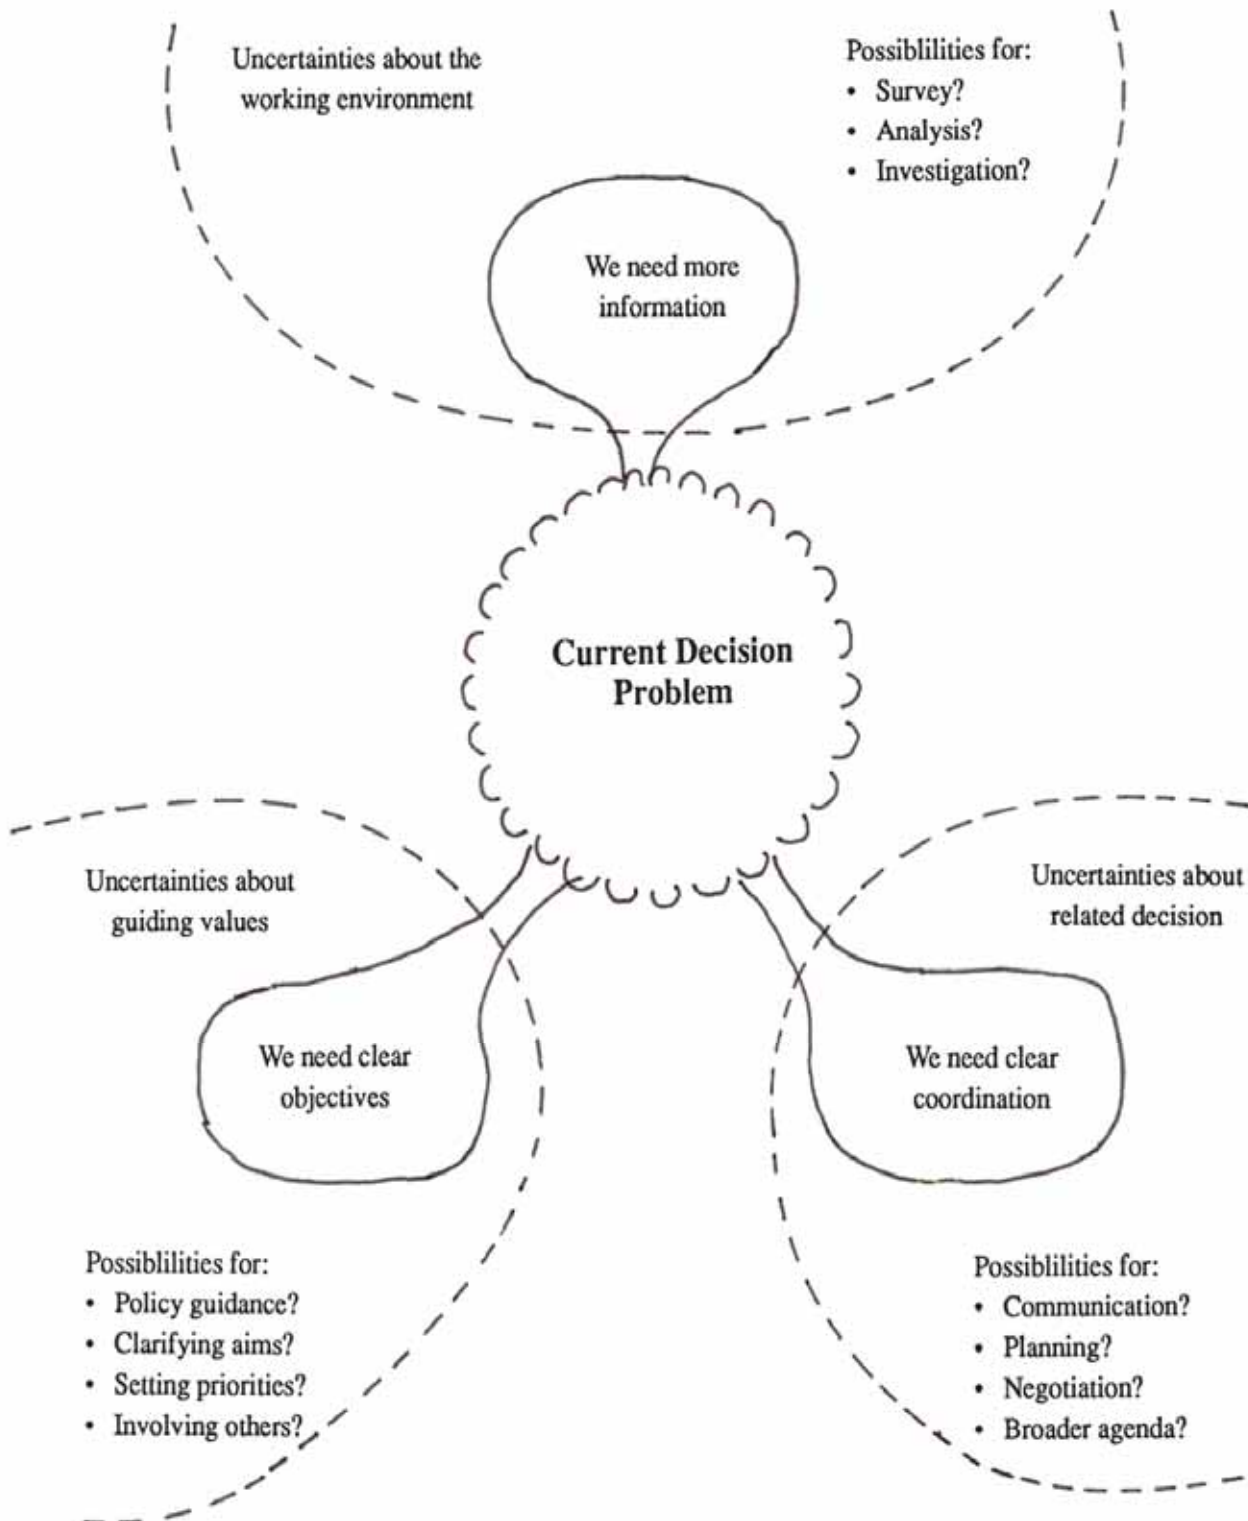 Uncertainties about the
working environment
Possiblilities for:
• Survey?
• Analysis?
• Investigation?
We need more
information
Current Decision
Problem
Uncertainties about
guiding values
We need clear
objectives
Possiblilities for:
• Policy guidance?
• Clarifying aims?
• Setting priorities?
• Involving others?
Uncertainties about
related decision
We need clear
coordination
Possiblilities for:
• Communication?
• Planning?
• Negotiation?
• Broader agenda?